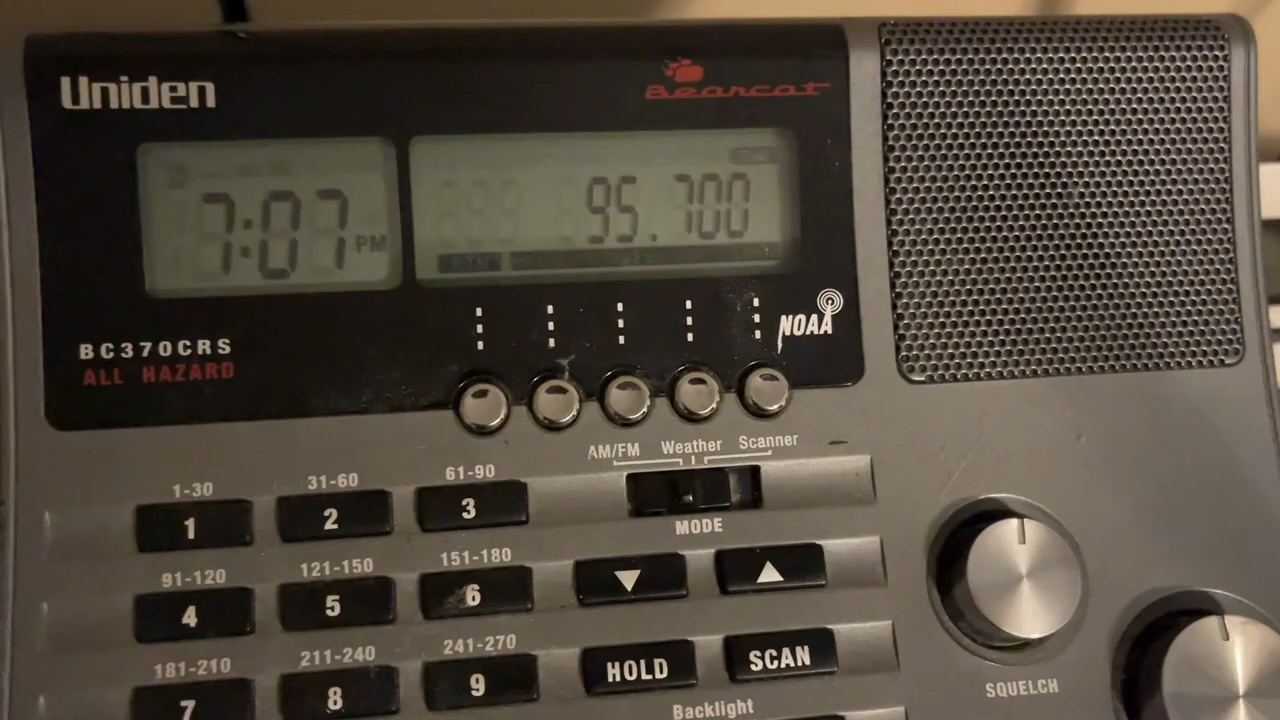 Uniden
Bearcat
7:07 PM
95.700
NOAA
BC370CRS
ALL HAZARD
AM/FM Weather Scanner
MODE
1-30 31-60 61-90
1 2 3
91-120 121-150 151-180
4 5 6
▼ ▲
181-210 211-240 241-270
7 8 9
HOLD SCAN
SQUELCH
Backlight